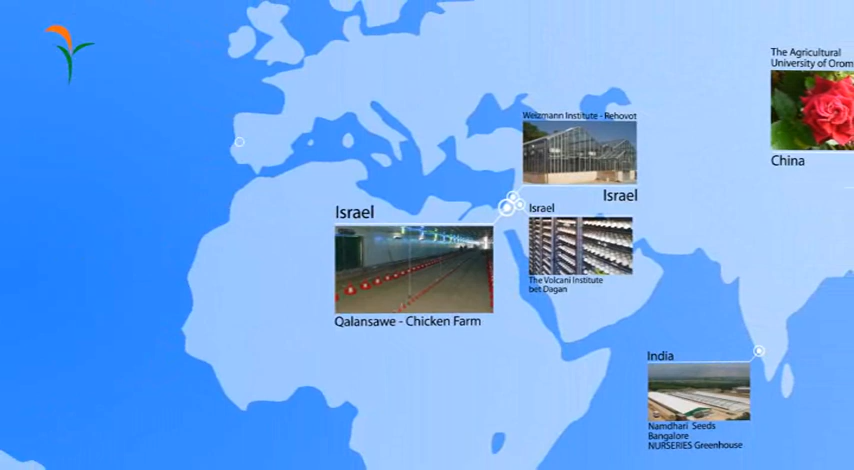 The Agricultural
University of Orom
China
Weizmann Institute - Rehovot
Israel
Israel
Qalansawe - Chicken Farm
Israel
The Volcani Institute
bet Dagan
India
Namdhari Seeds
Bangalore
NURSERIES Greenhouse